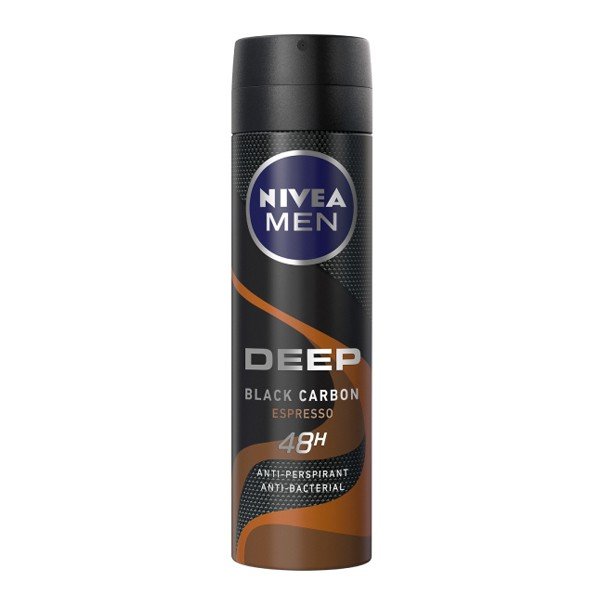 NIVEA
MEN
DEEP
BLACK CARBON
ESPRESSO
48H
ANTI-PERSPIRANT
ANTI-BACTERIAL